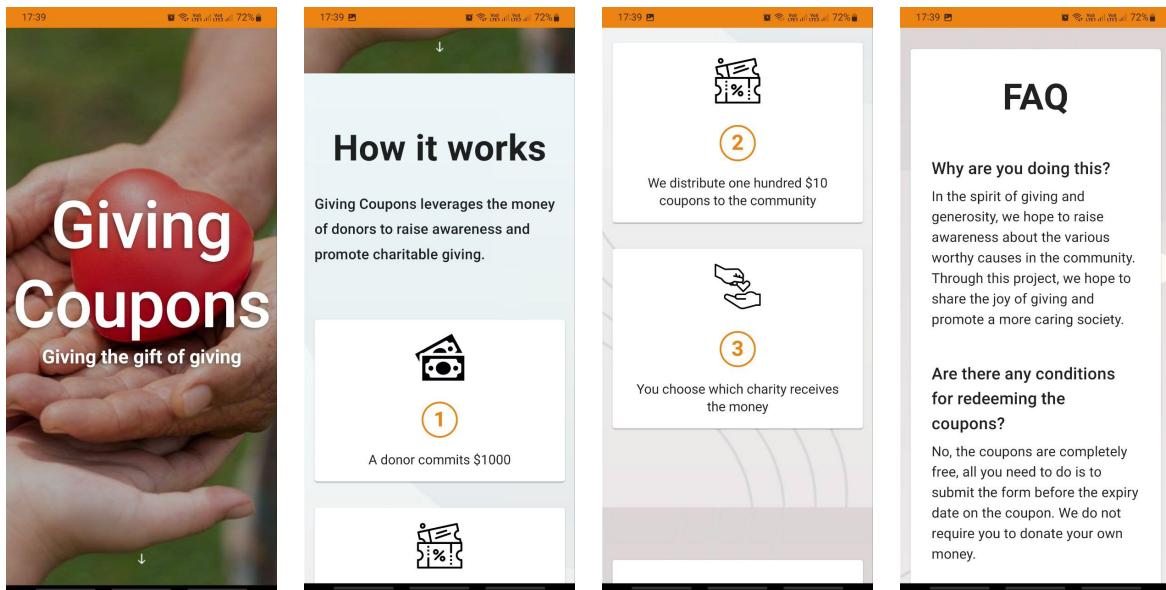 17:39
72%
Giving
Coupons
Giving the gift of giving
↓
17:39
72%
↓
How it works
Giving Coupons leverages the money
of donors to raise awareness and
promote charitable giving.
1
A donor commits $1000
%
17:39
72%
%
2
We distribute one hundred $10
coupons to the community
3
You choose which charity receives
the money
17:39
72%
FAQ
Why are you doing this?
In the spirit of giving and
generosity, we hope to raise
awareness about the various
worthy causes in the community.
Through this project, we hope to
share the joy of giving and
promote a more caring society.
Are there any conditions
for redeeming the
coupons?
No, the coupons are completely
free, all you need to do is to
submit the form before the expiry
date on the coupon. We do not
require you to donate your own
money.